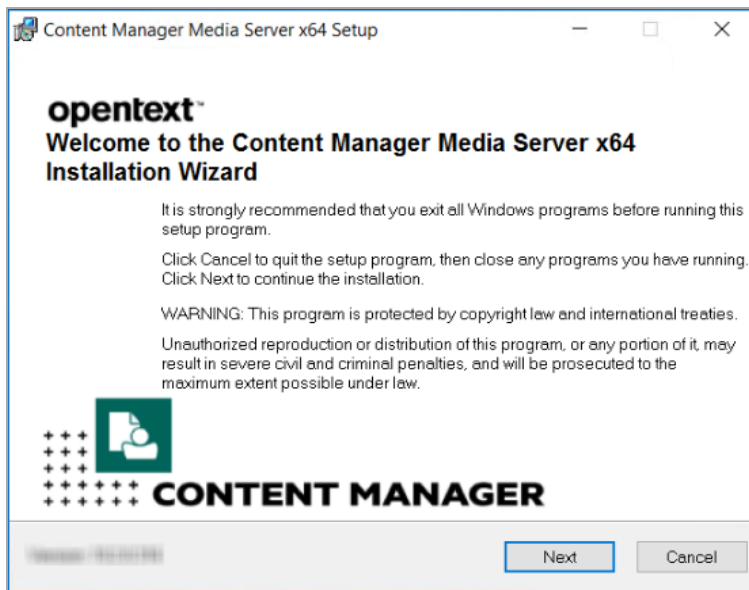 Content Manager Media Server x64 Setup
opentext™
Welcome to the Content Manager Media Server x64
Installation Wizard
It is strongly recommended that you exit all Windows programs before running this
setup program.
Click Cancel to quit the setup program, then close any programs you have running.
Click Next to continue the installation.
WARNING: This program is protected by copyright law and international treaties.
Unauthorized reproduction or distribution of this program, or any portion of it, may
result in severe civil and criminal penalties, and will be prosecuted to the
maximum extent possible under law.
CONTENT MANAGER
Next
Cancel